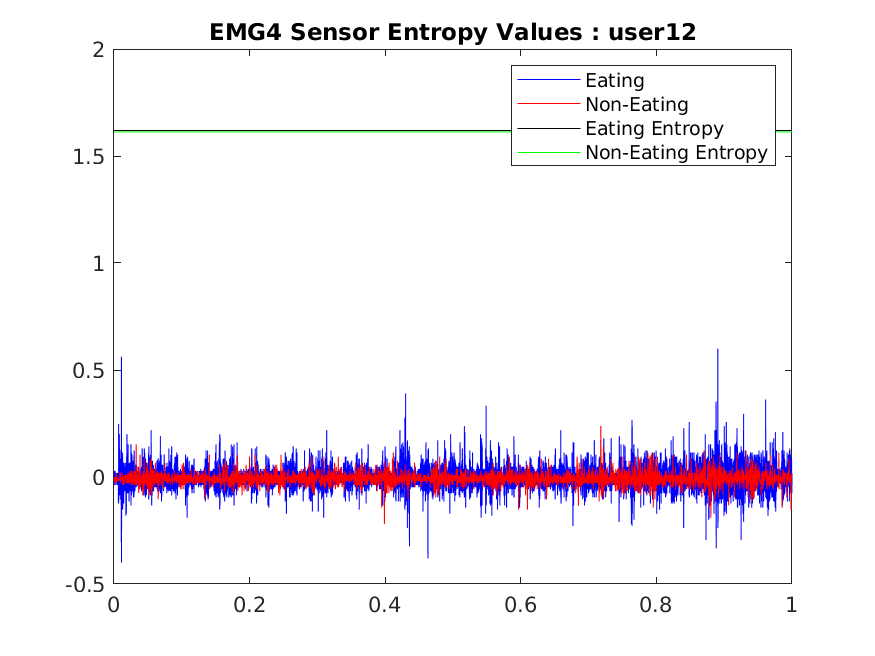 EMG4 Sensor Entropy Values : user12
2
Eating
Non-Eating
Eating Entropy
Non-Eating Entropy
1.5
1
0.5
0
-0.5
0 0.2 0.4 0.6 0.8 1